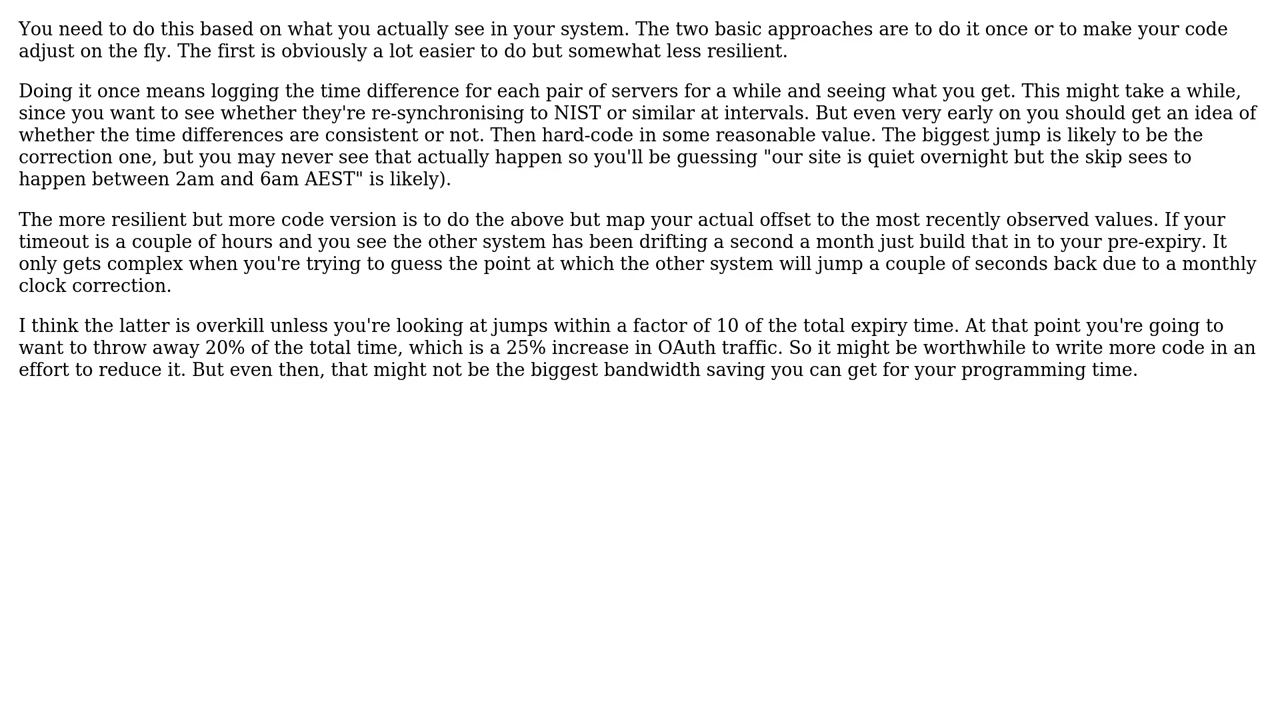 You need to do this based on what you actually see in your system. The two basic approaches are to do it once or to make your code
adjust on the fly. The first is obviously a lot easier to do but somewhat less resilient.
Doing it once means logging the time difference for each pair of servers for a while and seeing what you get. This might take a while,
since you want to see whether they're re-synchronising to NIST or similar at intervals. But even very early on you should get an idea of
whether the time differences are consistent or not. Then hard-code in some reasonable value. The biggest jump is likely to be the
correction one, but you may never see that actually happen so you'll be guessing "our site is quiet overnight but the skip sees to
happen between 2am and 6am AEST" is likely).
The more resilient but more code version is to do the above but map your actual offset to the most recently observed values. If your
timeout is a couple of hours and you see the other system has been drifting a second a month just build that in to your pre-expiry. It
only gets complex when you're trying to guess the point at which the other system will jump a couple of seconds back due to a monthly
clock correction.
I think the latter is overkill unless you're looking at jumps within a factor of 10 of the total expiry time. At that point you're going to
want to throw away 20% of the total time, which is a 25% increase in OAuth traffic. So it might be worthwhile to write more code in an
effort to reduce it. But even then, that might not be the biggest bandwidth saving you can get for your programming time.